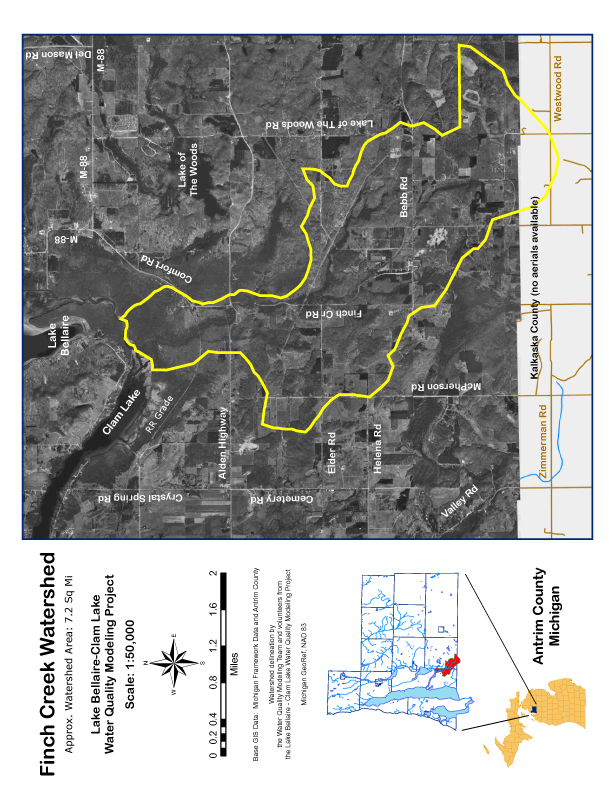 Finch Creek Watershed
Approx. Watershed Area: 7.2 Sq Mi
Lake Bellaire-Clam Lake
Water Quality Modeling Project
Scale: 1:50,000
N
W
E
S
0 0.2 0.4 0.8 1.2 1.6 2
Miles
Base GIS Data: Michigan Framework Data and Antrim County
Watershed delineation by
the Water Quality Modeling Team and volunteers from
the Lake Bellaire - Clam Lake Water Quality Modeling Project
Michigan GeoRef, NAD 83
Antrim County
Michigan
Del Mason Rd
M-88
M-88
M-88
Lake of
The Woods
Lake of The Woods Rd
Westwood Rd
Bebb Rd
Comfort Rd
Lake
Bellaire
Finch Cr Rd
Kalkaska County (no aerials available)
Clam Lake
RR Grade
McPherson Rd
Alden Highway
Elder Rd
Helena Rd
Zimmerman Rd
Crystal Spring Rd
Cemetery Rd
Valley Rd